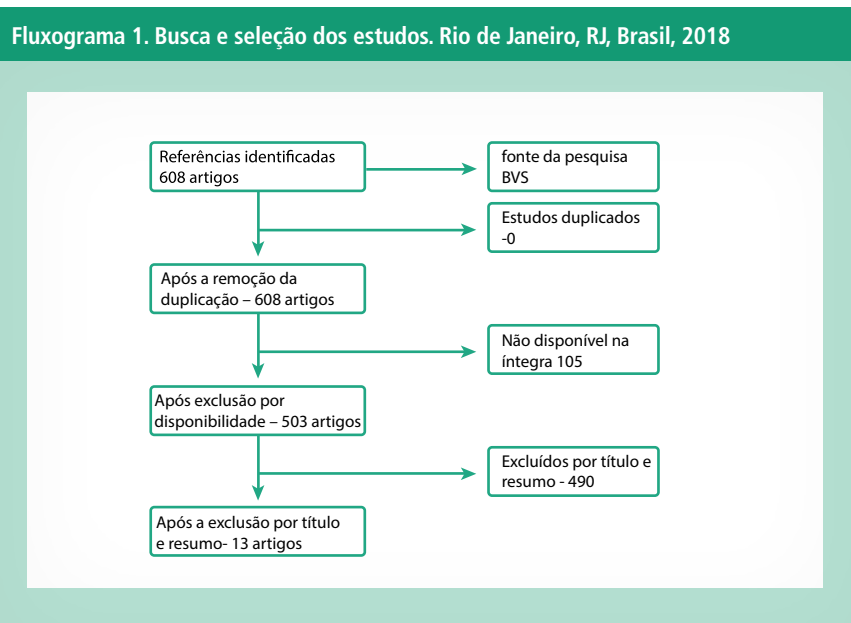 Fluxograma 1. Busca e seleção dos estudos. Rio de Janeiro, RJ, Brasil, 2018
Referências identificadas
608 artigos
fonte da pesquisa
BVS
Estudos duplicados
-0
Após a remoção da
duplicação – 608 artigos
Não disponível na
íntegra 105
Após exclusão por
disponibilidade – 503 artigos
Excluídos por título e
resumo - 490
Após a exclusão por título
e resumo- 13 artigos